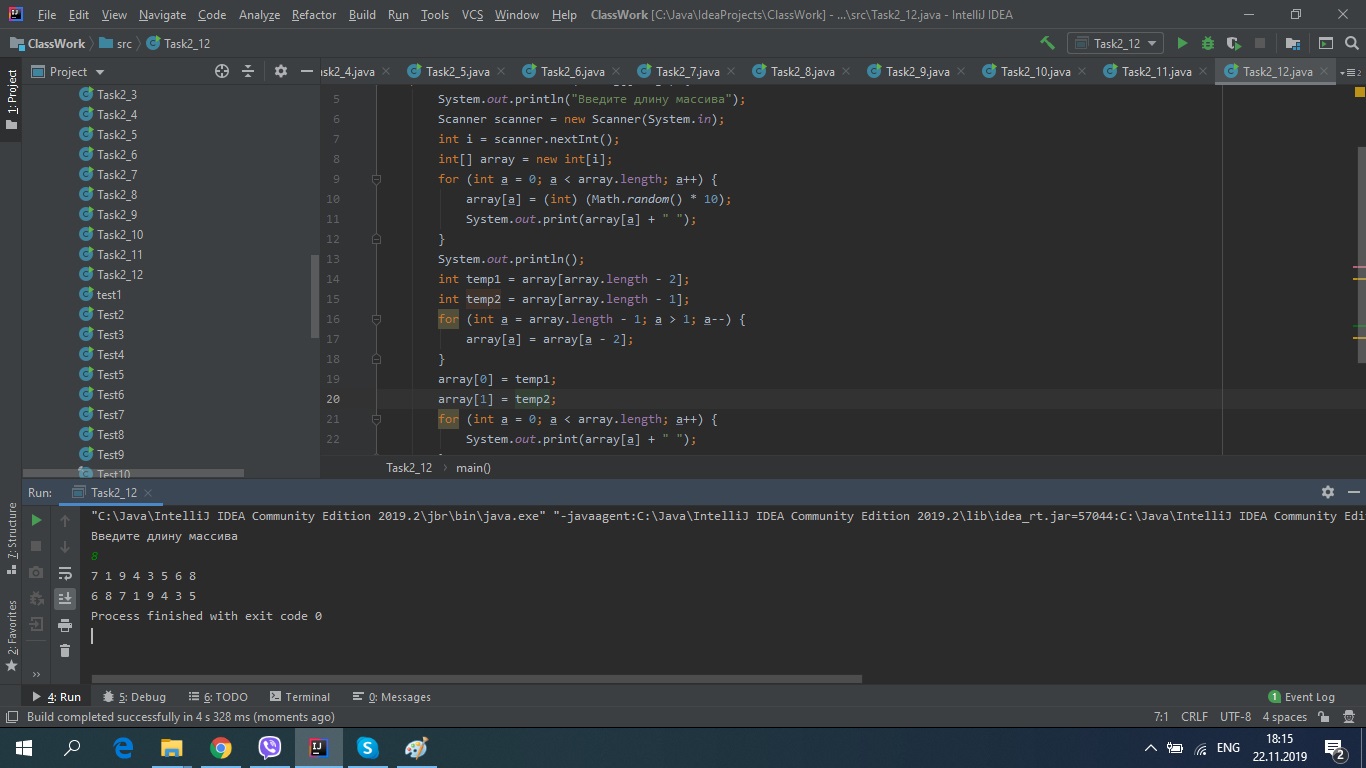 File Edit View Navigate Code Analyze Refactor Build Run Tools VCS Window Help ClassWork [C:\Java\IdeaProjects\ClassWork] - ...\src\Task2_12.java - IntelliJ IDEA
ClassWork src Task2_12 Task2_12
Project sk2_4.java Task2_5.java Task2_6.java Task2_7.java Task2_8.java Task2_9.java Task2_10.java Task2_11.java Task2_12.java
1: Project
Task2_3
Task2_4
Task2_5
Task2_6
Task2_7
Task2_8
Task2_9
Task2_10
Task2_11
Task2_12
test1
Test2
Test3
Test4
Test5
Test6
Test7
Test8
Test9
Test10
5 System.out.println("Введите длину массива");
6 Scanner scanner = new Scanner(System.in);
7 int i = scanner.nextInt();
8 int[] array = new int[i];
9 for (int a = 0; a < array.length; a++) {
10 array[a] = (int) (Math.random() * 10);
11 System.out.print(array[a] + " ");
12 }
13 System.out.println();
14 int temp1 = array[array.length - 2];
15 int temp2 = array[array.length - 1];
16 for (int a = array.length - 1; a > 1; a--) {
17 array[a] = array[a - 2];
18 }
19 array[0] = temp1;
20 array[1] = temp2;
21 for (int a = 0; a < array.length; a++) {
22 System.out.print(array[a] + " ");
Task2_12 main()
Run: Task2_12
"C:\Java\IntelliJ IDEA Community Edition 2019.2\jbr\bin\java.exe" "-javaagent:C:\Java\IntelliJ IDEA Community Edition 2019.2\lib\idea_rt.jar=57044:C:\Java\IntelliJ IDEA Community Edi
Введите длину массива
8
7 1 9 4 3 5 6 8
6 8 7 1 9 4 3 5
Process finished with exit code 0
7: Structure
2: Favorites
4: Run 5: Debug 6: TODO Terminal 0: Messages 1 Event Log
Build completed successfully in 4 s 328 ms (moments ago) 7:1 CRLF UTF-8 4 spaces
ENG 18:15
22.11.2019 2